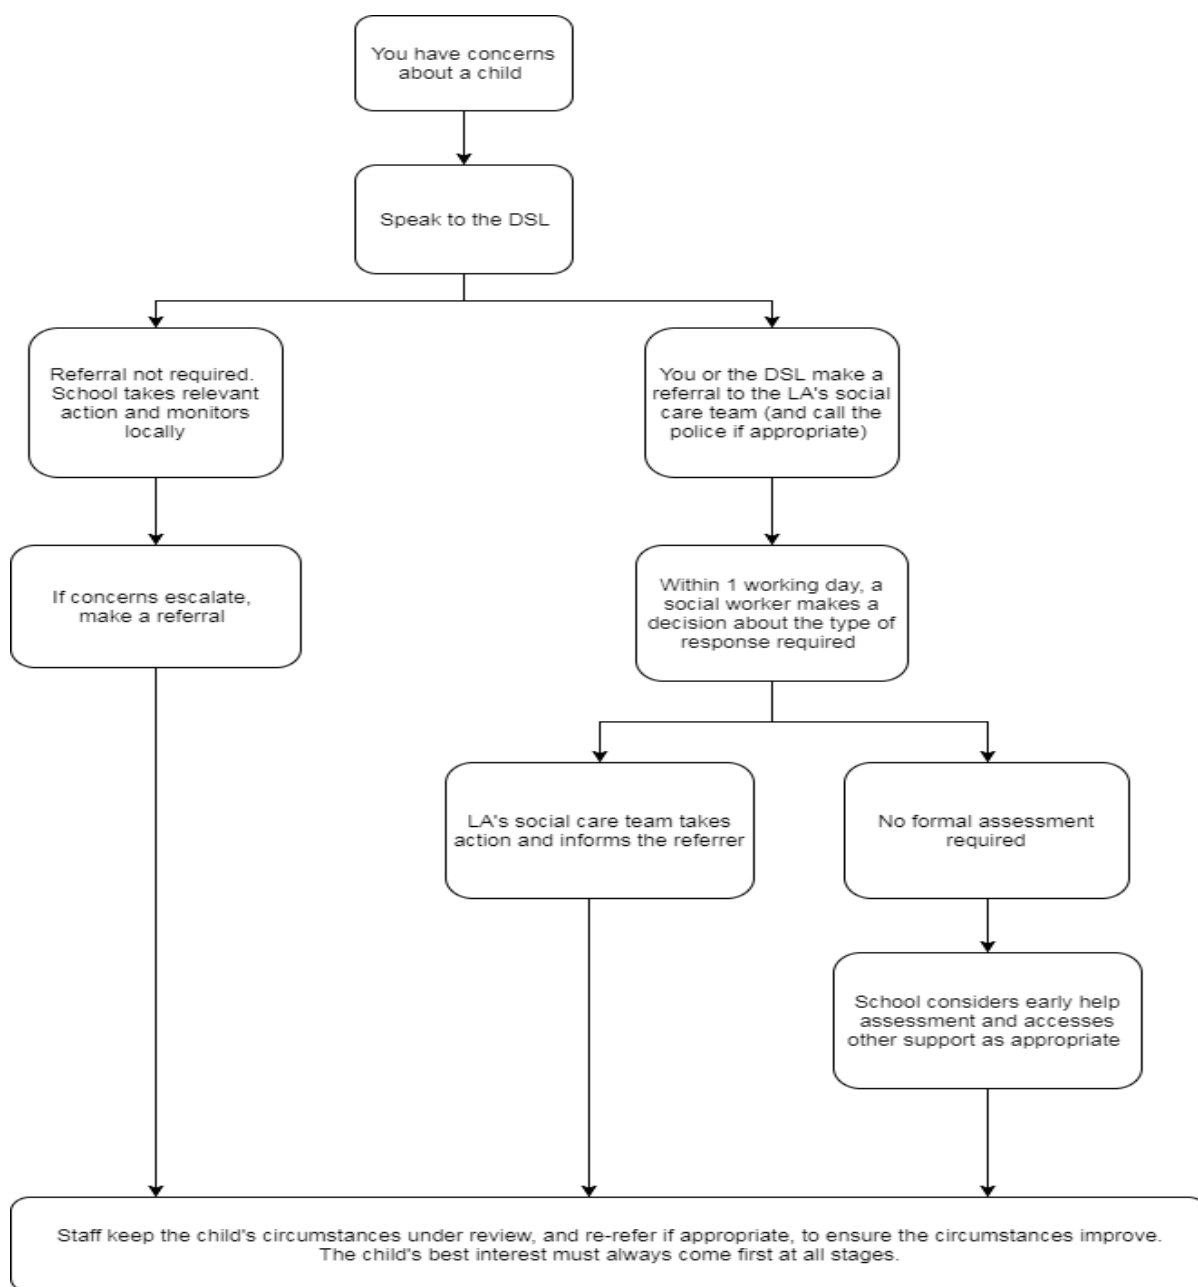 You have concerns
about a child
Speak to the DSL
Referral not required.
School takes relevant
action and monitors
locally
You or the DSL make a
referral to the LA's social
care team (and call the
police if appropriate)
If concerns escalate,
make a referral
Within 1 working day, a
social worker makes a
decision about the type of
response required
LA's social care team takes
action and informs the referrer
No formal assessment
required
School considers early help
assessment and accesses
other support as appropriate
Staff keep the child's circumstances under review, and re-refer if appropriate, to ensure the circumstances improve.
The child's best interest must always come first at all stages.